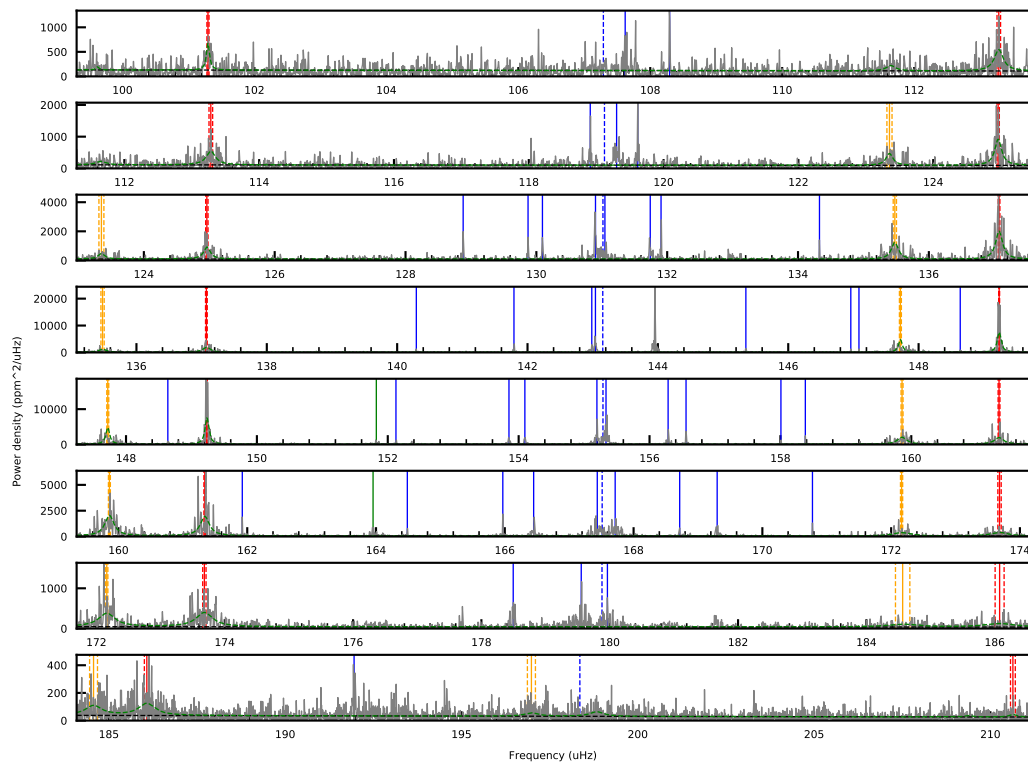 1000
500
0
100 102 104 106 108 110 112
2000
1000
0
112 114 116 118 120 122 124
4000
2000
0
124 126 128 130 132 134 136
20000
10000
0
136 138 140 142 144 146 148
10000
0
148 150 152 154 156 158 160
5000
2500
0
160 162 164 166 168 170 172 174
1000
0
172 174 176 178 180 182 184 186
400
200
0
185 190 195 200 205 210
Power density (ppm^2/uHz)
Frequency (uHz)